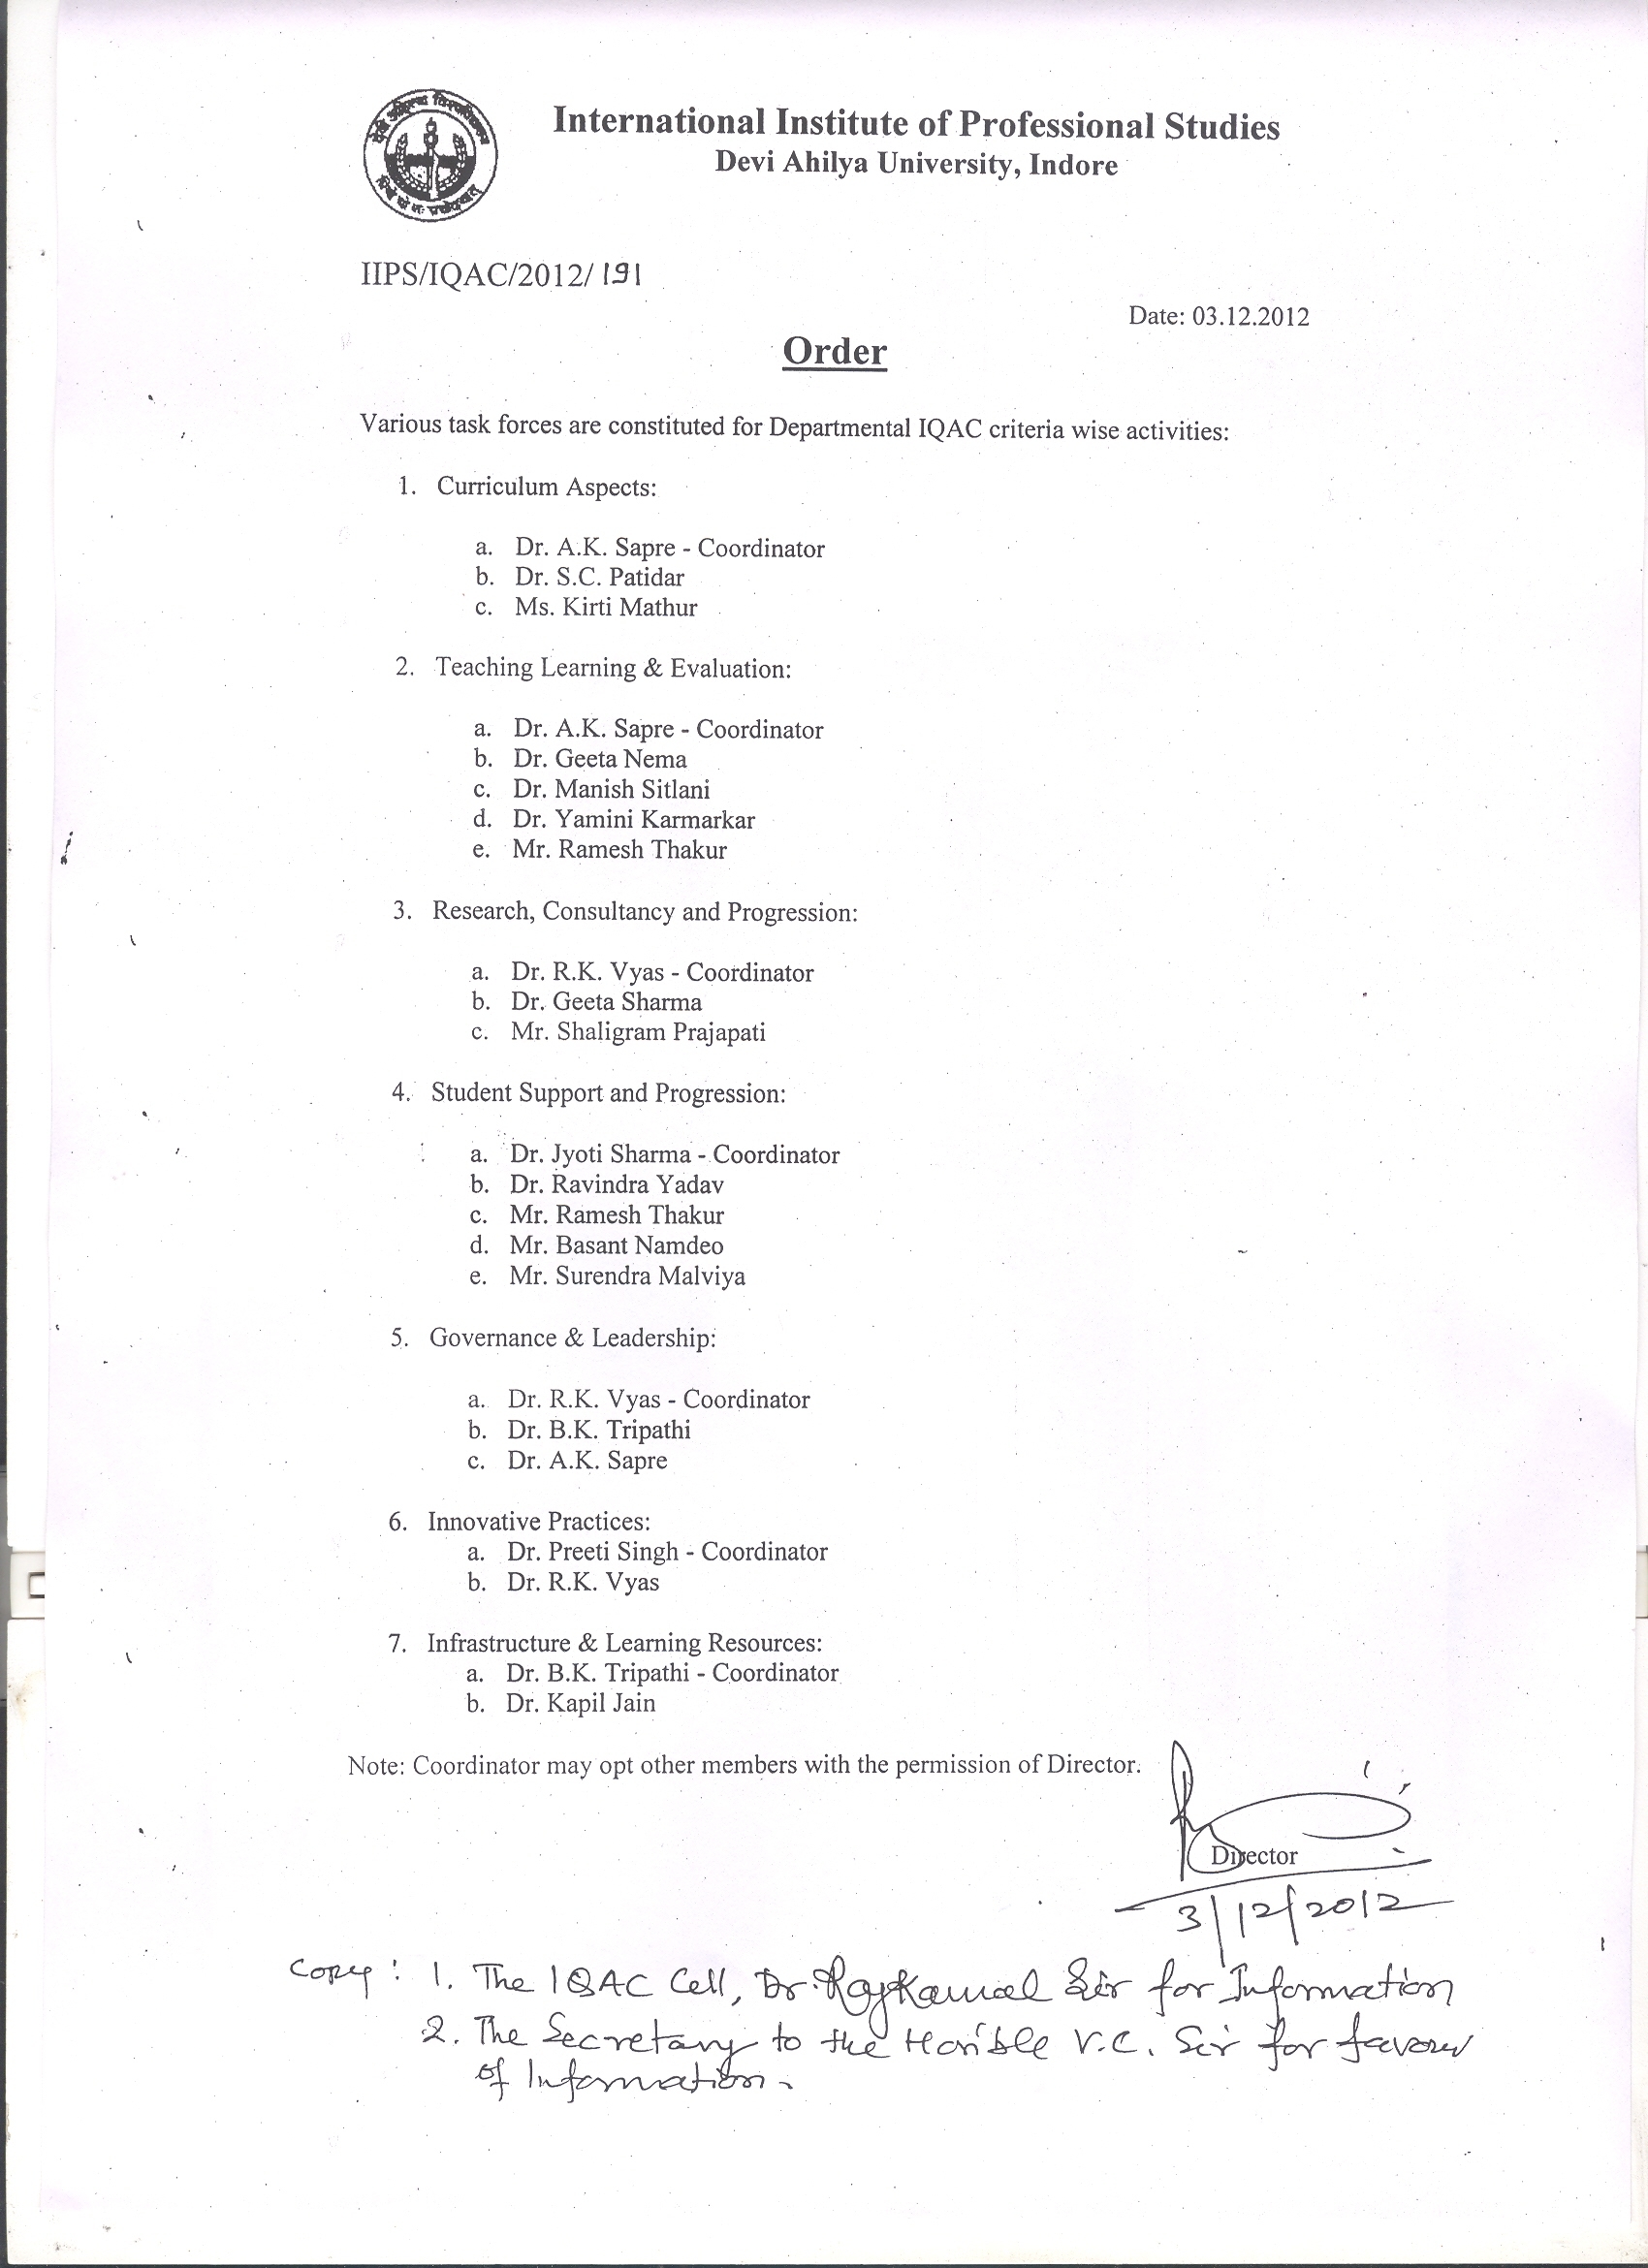 International Institute of Professional Studies
Devi Ahilya University, Indore
IIPS/IQAC/2012/ 191
Date: 03.12.2012
Order
Various task forces are constituted for Departmental IQAC criteria wise activities:
1. Curriculum Aspects:
a. Dr. A.K. Sapre - Coordinator
b. Dr. S.C. Patidar
c. Ms. Kirti Mathur
2. Teaching Learning & Evaluation:
a. Dr. A.K. Sapre - Coordinator
b. Dr. Geeta Nema
c. Dr. Manish Sitlani
d. Dr. Yamini Karmarkar
e. Mr. Ramesh Thakur
3. Research, Consultancy and Progression:
a. Dr. R.K. Vyas - Coordinator
b. Dr. Geeta Sharma
c. Mr. Shaligram Prajapati
4. Student Support and Progression:
a. Dr. Jyoti Sharma - Coordinator
b. Dr. Ravindra Yadav
c. Mr. Ramesh Thakur
d. Mr. Basant Namdeo
e. Mr. Surendra Malviya
5. Governance & Leadership:
a. Dr. R.K. Vyas - Coordinator
b. Dr. B.K. Tripathi
c. Dr. A.K. Sapre
6. Innovative Practices:
a. Dr. Preeti Singh - Coordinator
b. Dr. R.K. Vyas
7. Infrastructure & Learning Resources:
a. Dr. B.K. Tripathi - Coordinator
b. Dr. Kapil Jain
Note: Coordinator may opt other members with the permission of Director.
Director
3/12/2012
Copy : 1. The IQAC Cell, Dr. RajKamal Sir for Information
2. The Secretary to the Hon'ble V.C. Sir for favour
of Information.